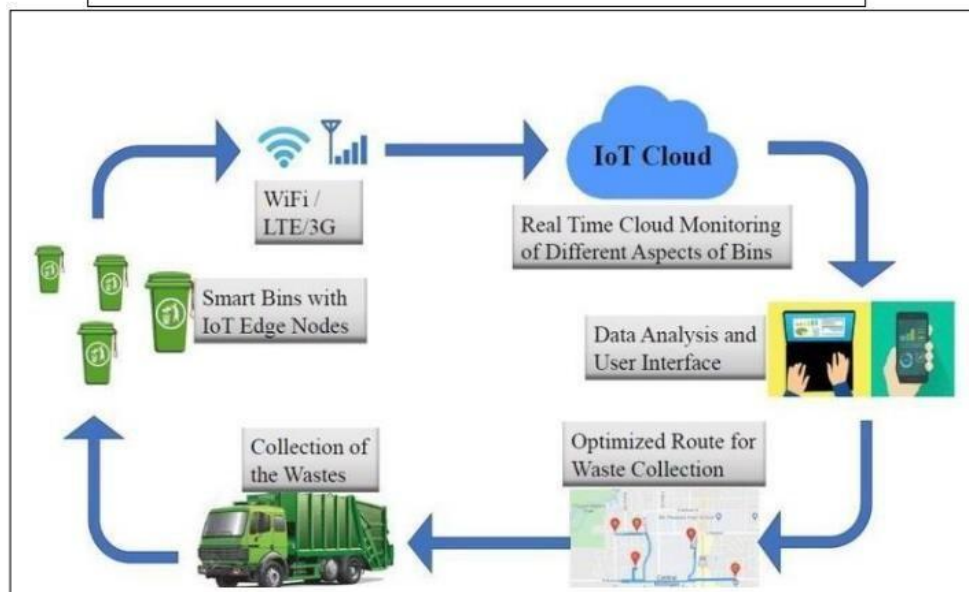 WiFi /
LTE/3G
IoT Cloud
Real Time Cloud Monitoring
of Different Aspects of Bins
Smart Bins with
IoT Edge Nodes
Data Analysis and
User Interface
Collection of
the Wastes
Optimized Route for
Waste Collection
Central